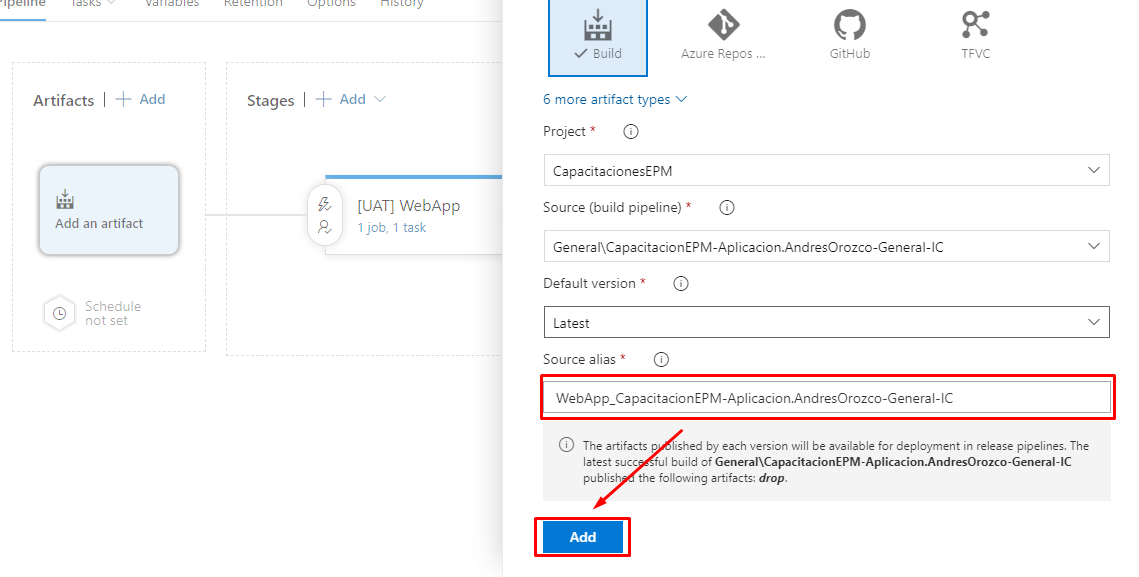 Pipeline
Tasks
Variables
Retention
Options
History
Artifacts | + Add
Stages | + Add
Add an artifact
Schedule
not set
[UAT] WebApp
1 job, 1 task
Build
Azure Repos ...
GitHub
TFVC
6 more artifact types
Project *
CapacitacionesEPM
Source (build pipeline) *
General\CapacitacionEPM-Aplicacion.AndresOrozco-General-IC
Default version *
Latest
Source alias *
WebApp_CapacitacionEPM-Aplicacion.AndresOrozco-General-IC
The artifacts published by each version will be available for deployment in release pipelines. The
latest successful build of General\CapacitacionEPM-Aplicacion.AndresOrozco-General-IC
published the following artifacts: drop.
Add